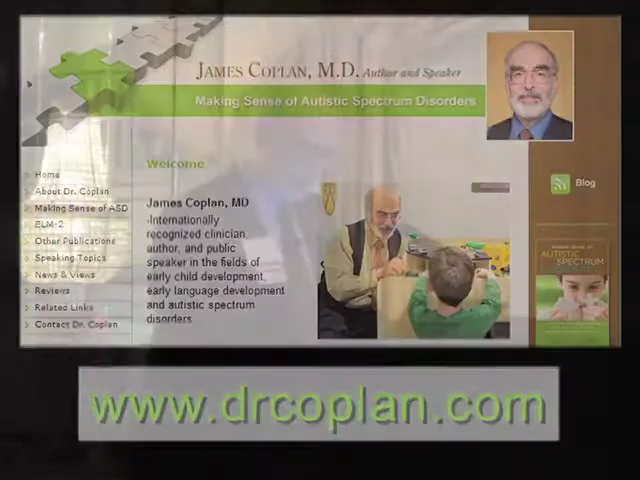 JAMES COPLAN, M.D. Author and Speaker
Making Sense of Autistic Spectrum Disorders
Home
About Dr. Coplan
Making Sense of ASD
ELM-2
Other Publications
Speaking Topics
News & Views
Reviews
Related Links
Contact Dr. Coplan
Welcome
James Coplan, MD
-Internationally
recognized clinician,
author, and public
speaker in the fields of
early child development,
early language development
and autistic spectrum
disorders
Blog
AUTISTIC
SPECTRUM
www.drcoplan.com